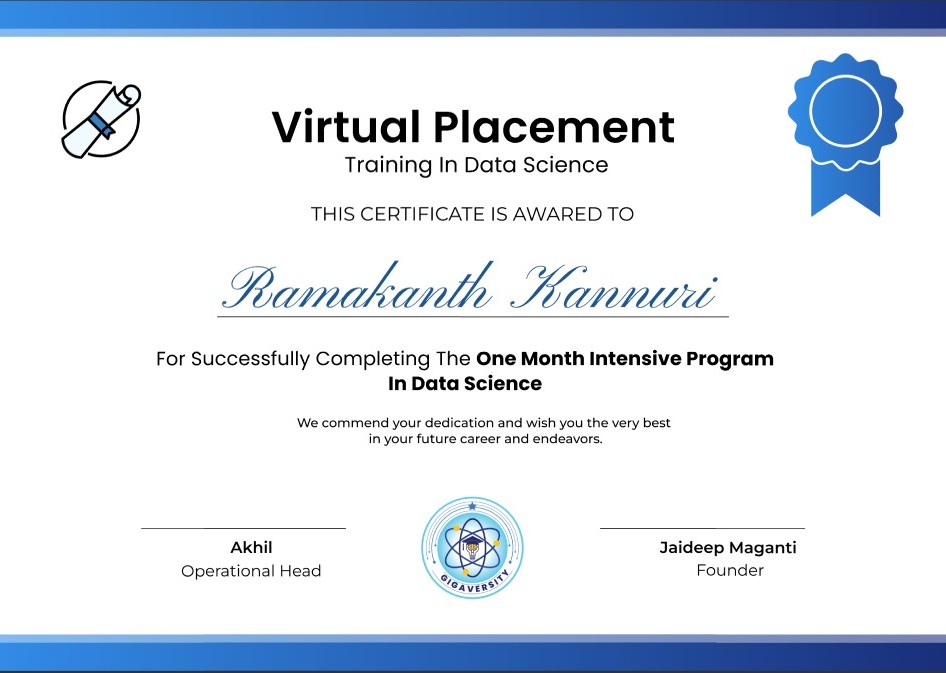 Virtual Placement
Training In Data Science
THIS CERTIFICATE IS AWARED TO
Ramakanth Kannuri
For Successfully Completing The One Month Intensive Program
In Data Science
We commend your dedication and wish you the very best
in your future career and endeavors.
Akhil
Operational Head
GIGAVERSITY
Jaideep Maganti
Founder